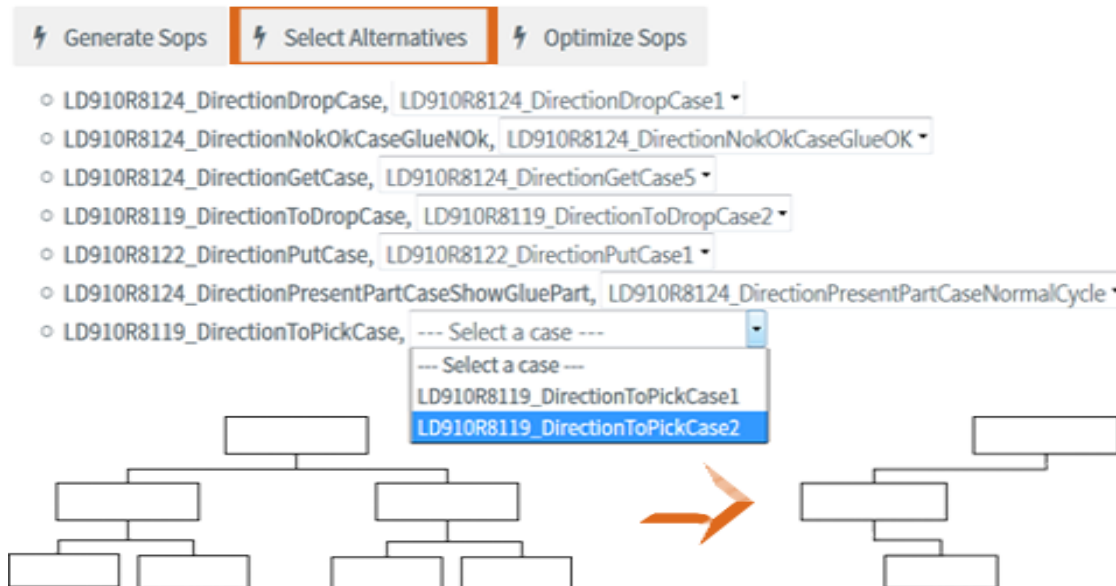 Generate Sops Select Alternatives Optimize Sops
LD910R8124_DirectionDropCase, LD910R8124_DirectionDropCase1
LD910R8124_DirectionNokOkCaseGlueNOk, LD910R8124_DirectionNokOkCaseGlueOK
LD910R8124_DirectionGetCase, LD910R8124_DirectionGetCase5
LD910R8119_DirectionToDropCase, LD910R8119_DirectionToDropCase2
LD910R8122_DirectionPutCase, LD910R8122_DirectionPutCase1
LD910R8124_DirectionPresentPartCaseShowGluePart, LD910R8124_DirectionPresentPartCaseNormalCycle
LD910R8119_DirectionToPickCase, --- Select a case ---
--- Select a case ---
LD910R8119_DirectionToPickCase1
LD910R8119_DirectionToPickCase2